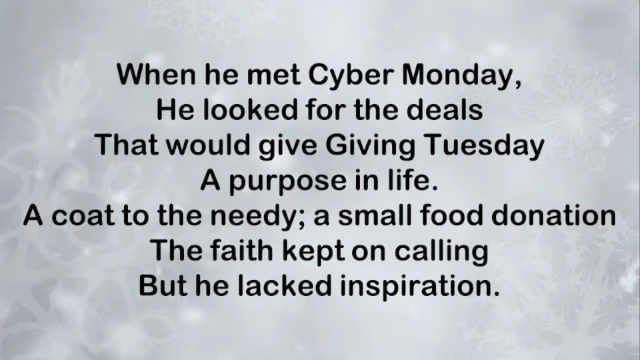 When he met Cyber Monday,
He looked for the deals
That would give Giving Tuesday
A purpose in life.
A coat to the needy; a small food donation
The faith kept on calling
But he lacked inspiration.